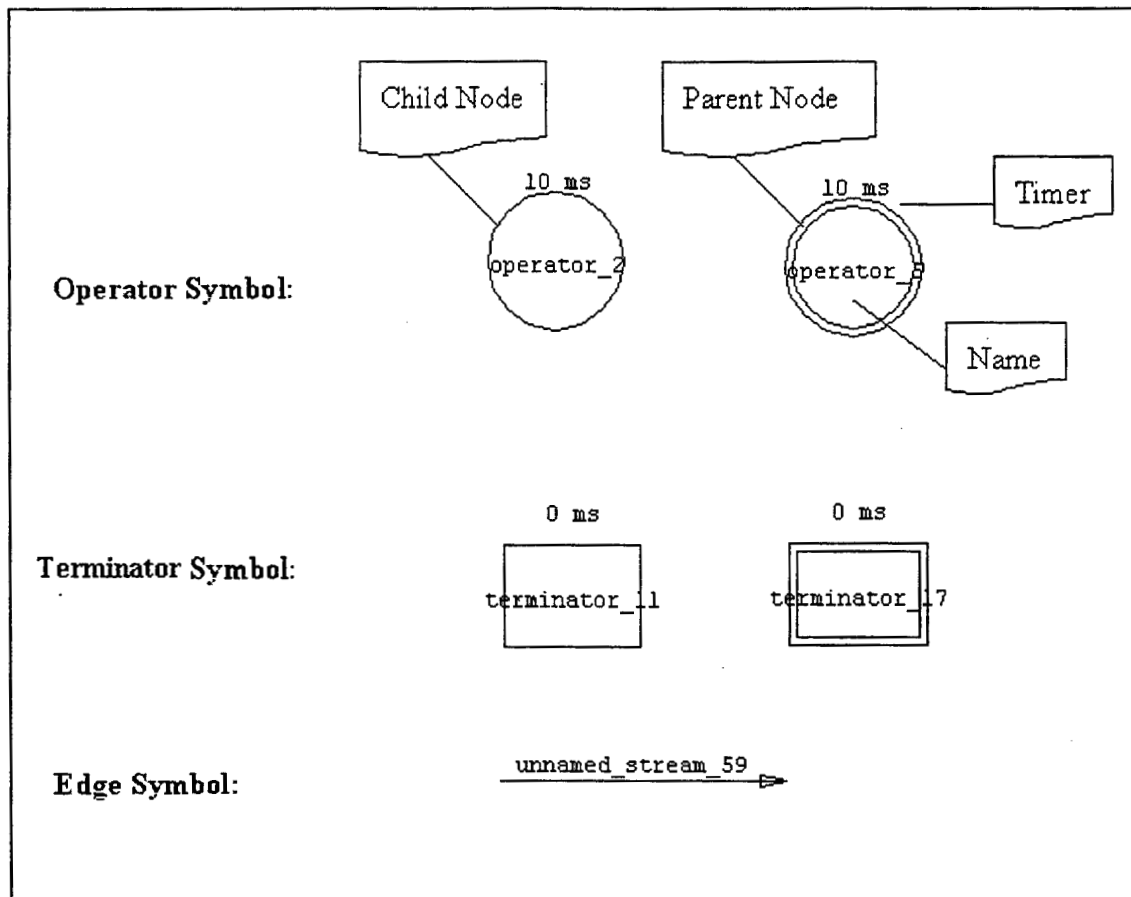 Child Node
Parent Node
10 ms
10 ms
Timer
operator_2
Operator Symbol:
Name
0 ms
0 ms
Terminator Symbol:
terminator_11
terminator_17
unnamed_stream_59
Edge Symbol: